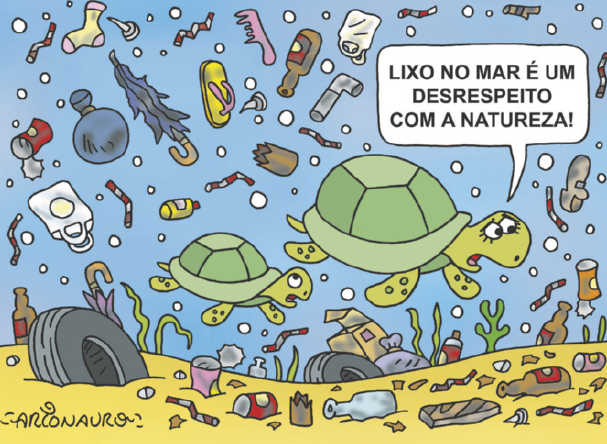 LIXO NO MAR É UM
DESRESPEITO
COM A NATUREZA!
ARIONAURO